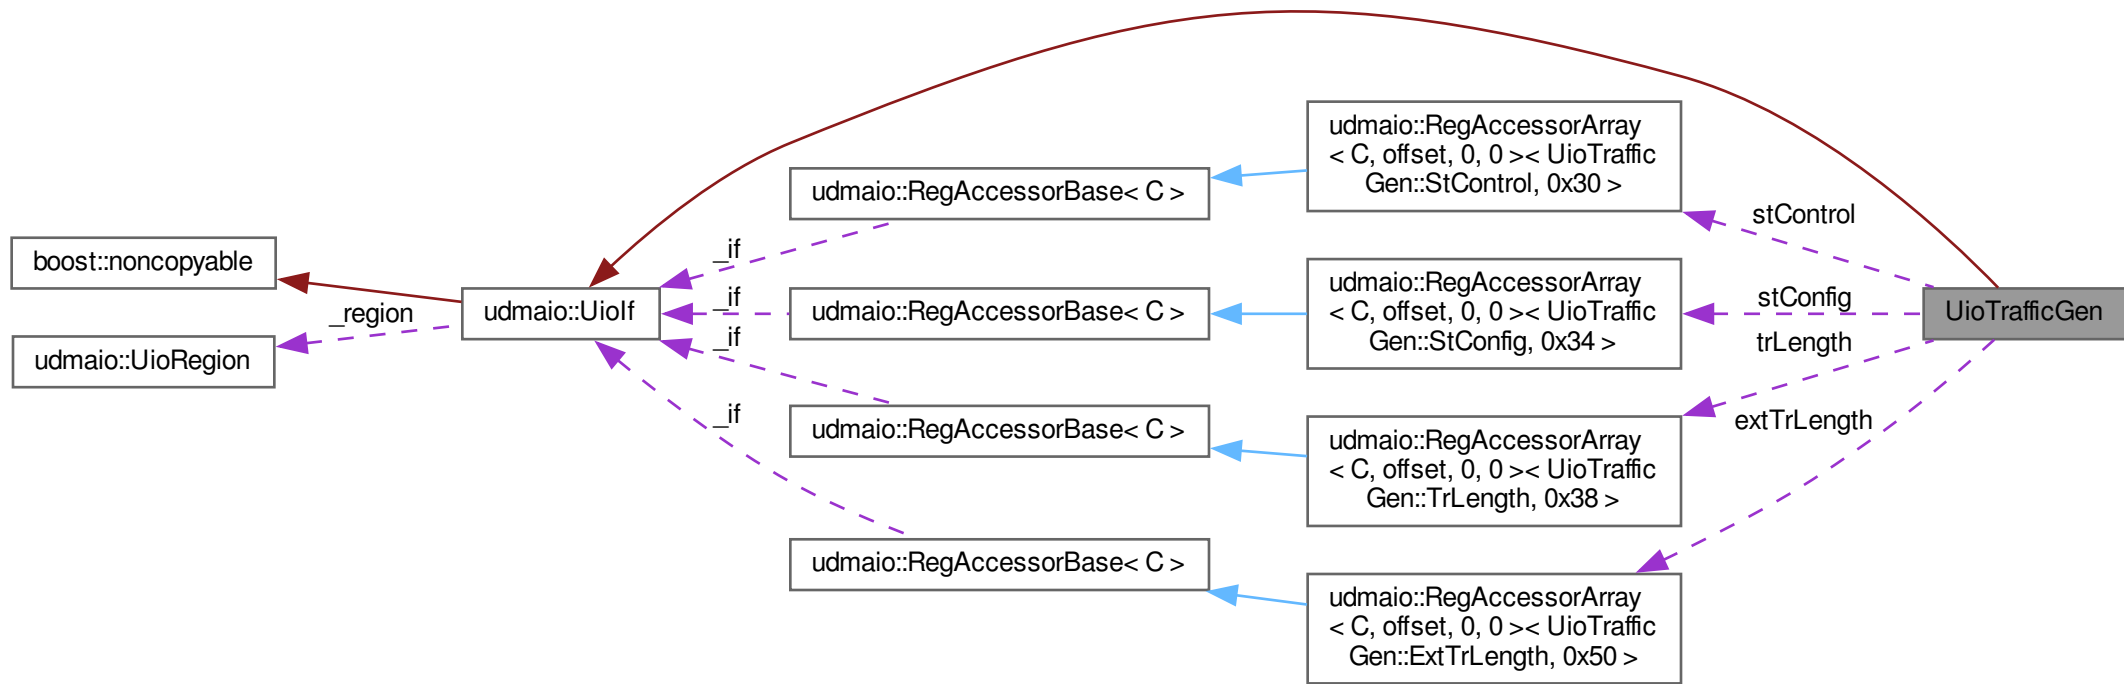 boost::noncopyable
udmaio::UioRegion
_region
udmaio::UioIf
_if
_if
_if
_if
udmaio::RegAccessorBase< C >
udmaio::RegAccessorBase< C >
udmaio::RegAccessorBase< C >
udmaio::RegAccessorBase< C >
udmaio::RegAccessorArray
< C, offset, 0, 0 >< UioTraffic
Gen::StControl, 0x30 >
udmaio::RegAccessorArray
< C, offset, 0, 0 >< UioTraffic
Gen::StConfig, 0x34 >
udmaio::RegAccessorArray
< C, offset, 0, 0 >< UioTraffic
Gen::TrLength, 0x38 >
udmaio::RegAccessorArray
< C, offset, 0, 0 >< UioTraffic
Gen::ExtTrLength, 0x50 >
stControl
stConfig
trLength
extTrLength
UioTrafficGen